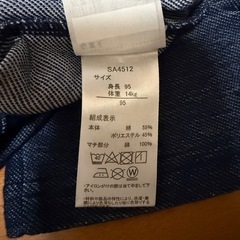 SA4512
サイズ
身長 95
体重 14kg
95
組成表示
本体 綿 55%
ポリエステル 45%
マチ部分 綿 100%